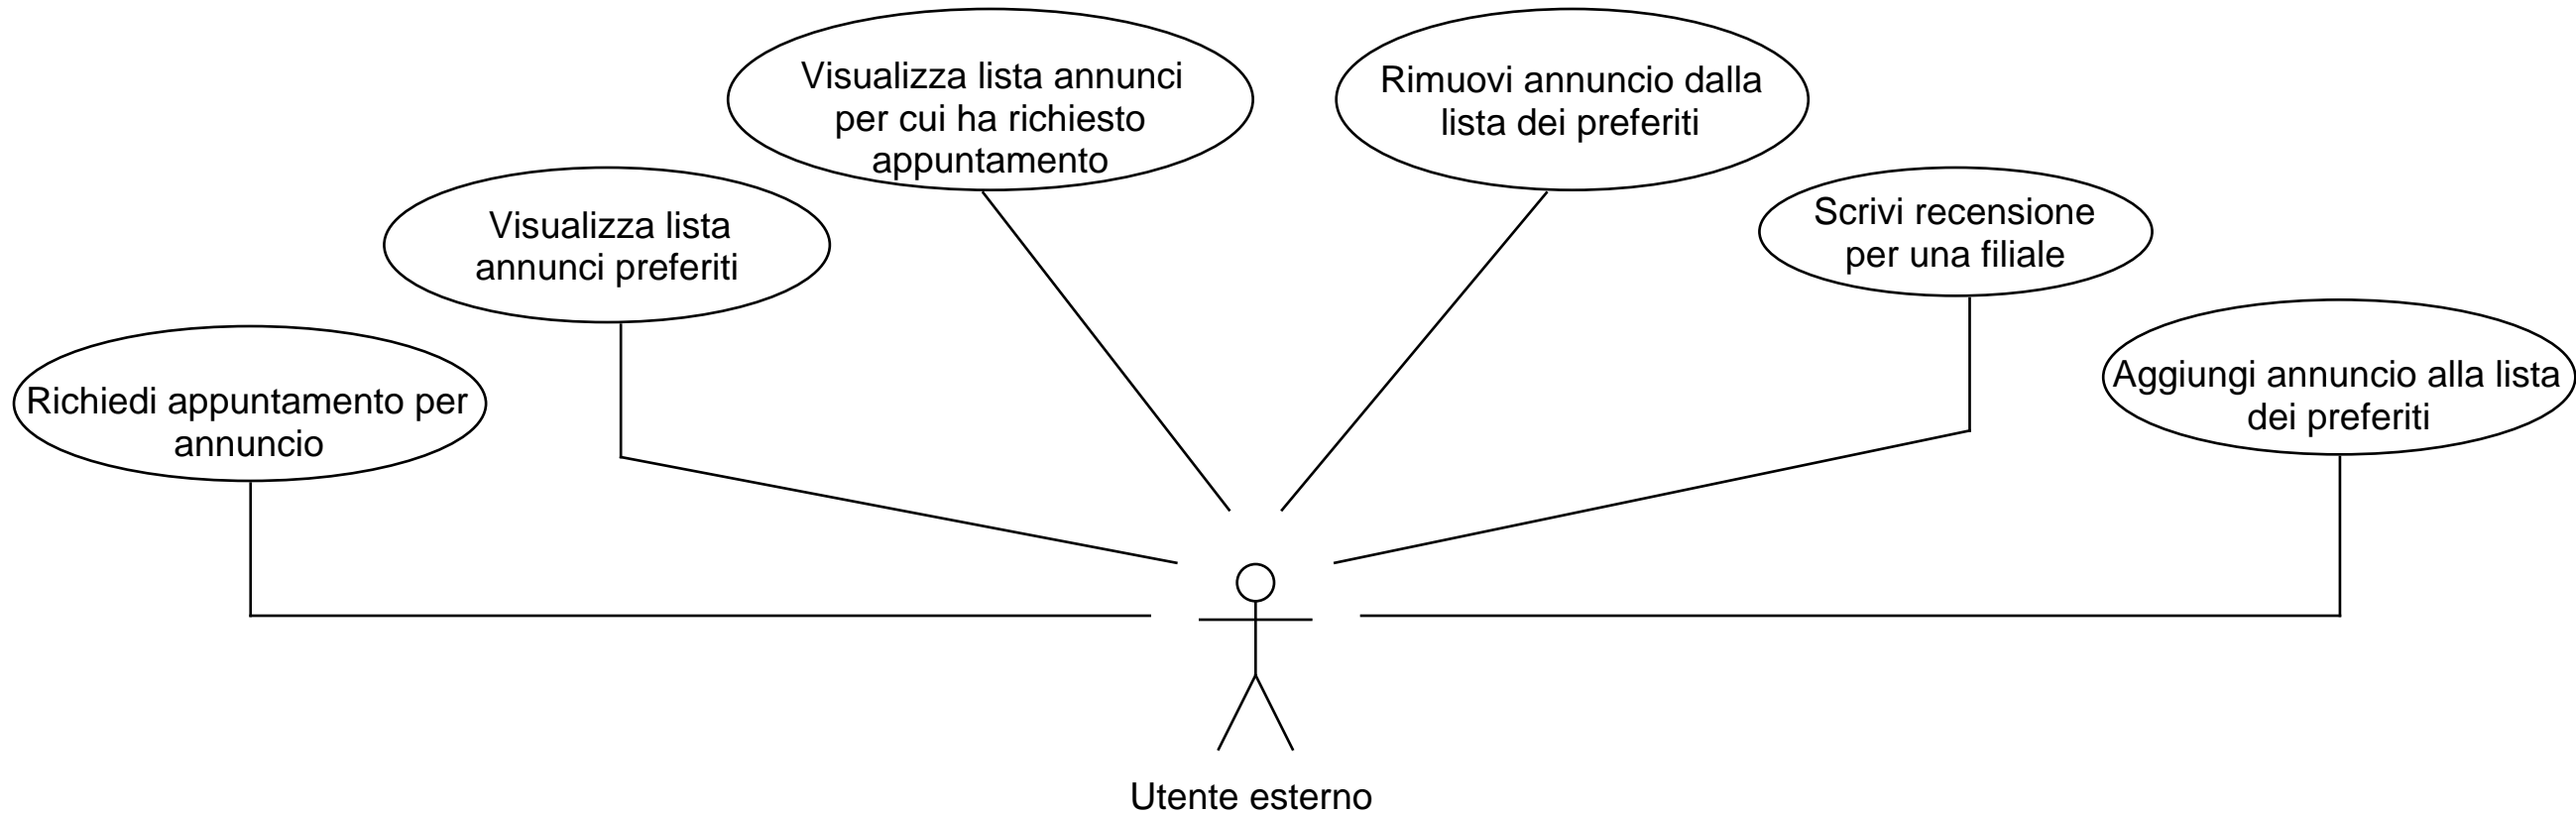 Visualizza lista annunci
per cui ha richiesto
appuntamento
Rimuovi annuncio dalla
lista dei preferiti
Visualizza lista
annunci preferiti
Scrivi recensione
per una filiale
Richiedi appuntamento per
annuncio
Aggiungi annuncio alla lista
dei preferiti
Utente esterno